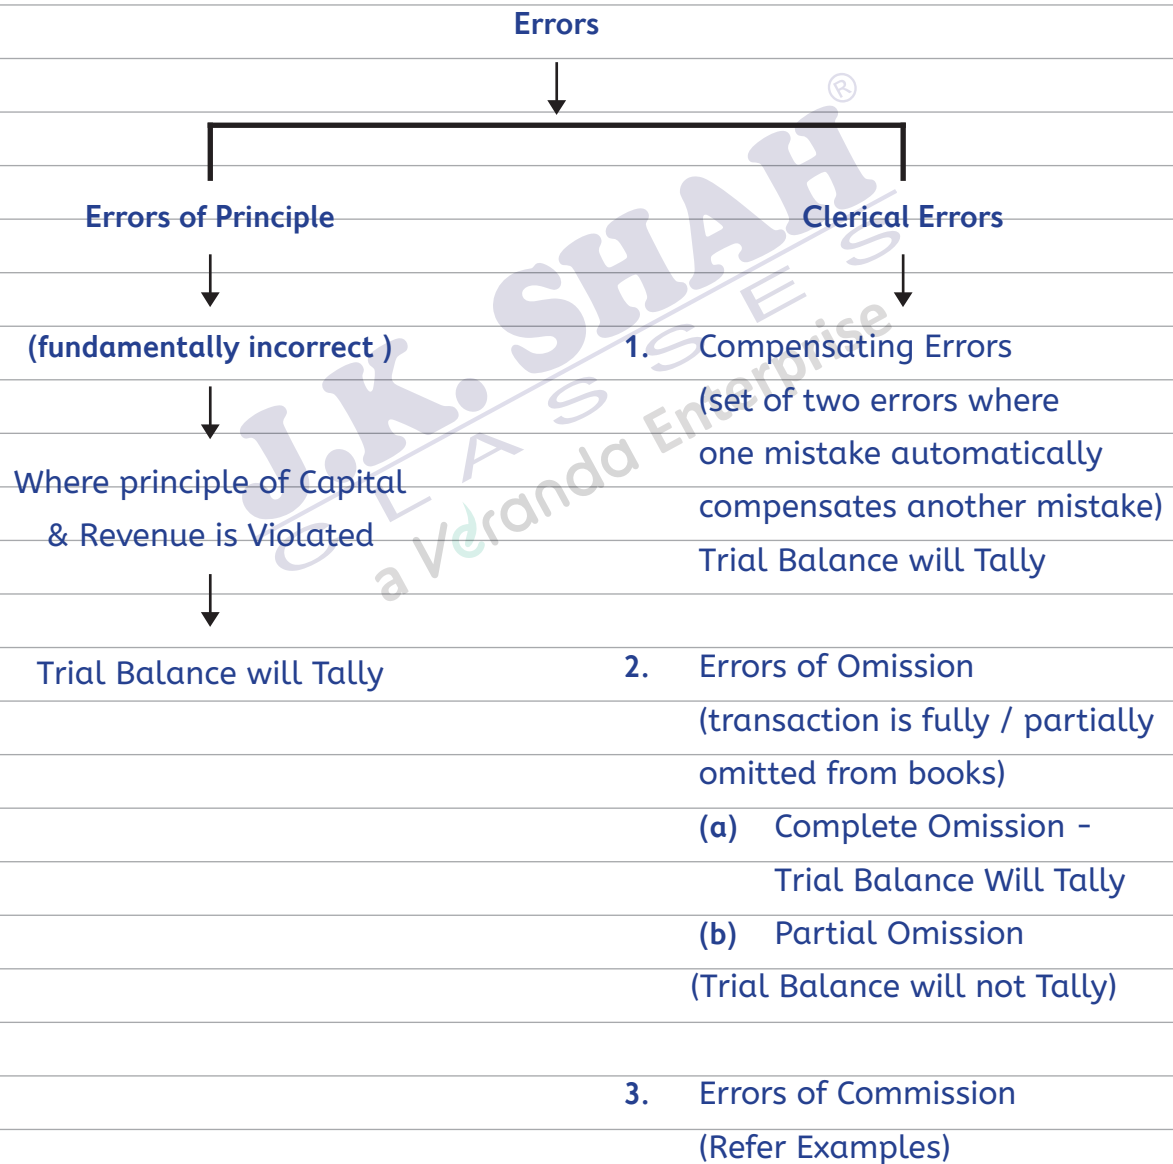 Errors
Errors of Principle
(fundamentally incorrect )
Where principle of Capital
& Revenue is Violated
Trial Balance will Tally
Clerical Errors
1. Compensating Errors
(set of two errors where
one mistake automatically
compensates another mistake)
Trial Balance will Tally
2. Errors of Omission
(transaction is fully / partially
omitted from books)
(a) Complete Omission -
Trial Balance Will Tally
(b) Partial Omission
(Trial Balance will not Tally)
3. Errors of Commission
(Refer Examples)
J.K. SHAH ®
CLASSES
a Veranda Enterprise